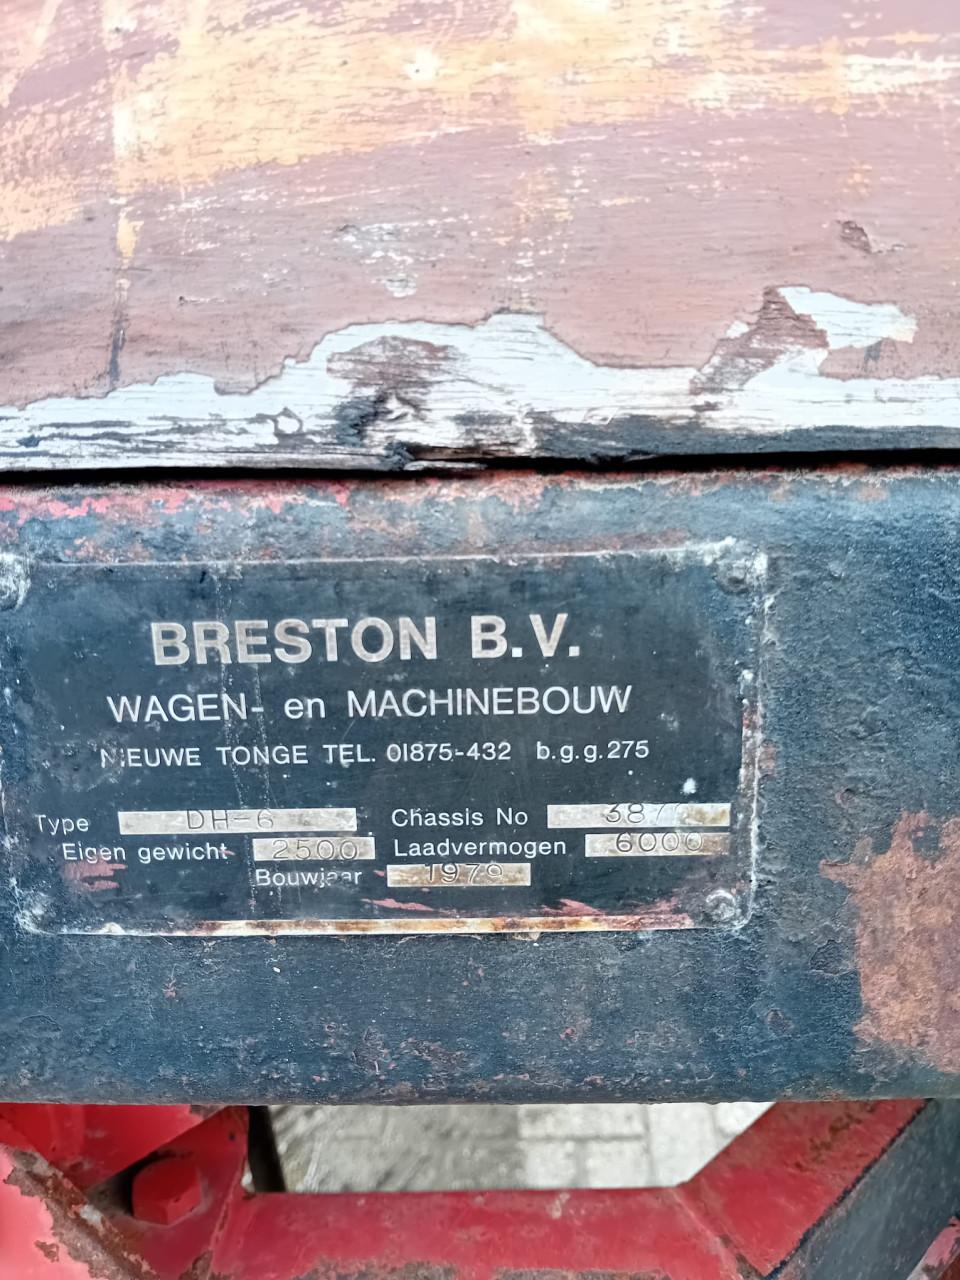 BRESTON B.V.
WAGEN- en MACHINEBOUW
NIEUWE TONGE TEL. 01875-432 b.g.g. 275
Type DH-6 Chassis No
Eigen gewicht 2500 Laadvermogen 6000
Bouwjaar 1979